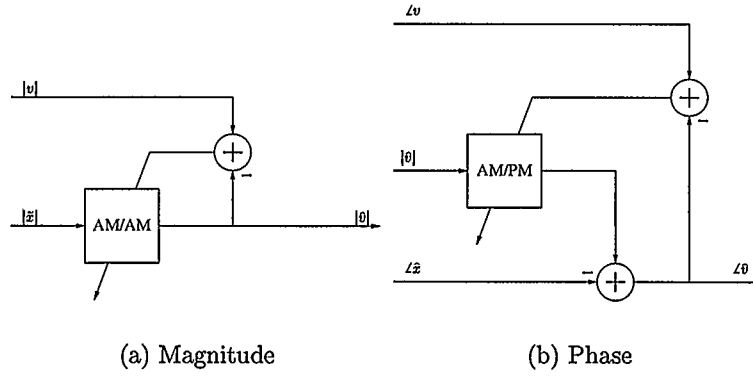 ∠v
|v|
|v̂|
AM/PM
|x̃|
AM/AM
|v̂|
∠x̂
∠v̂
(a) Magnitude
(b) Phase